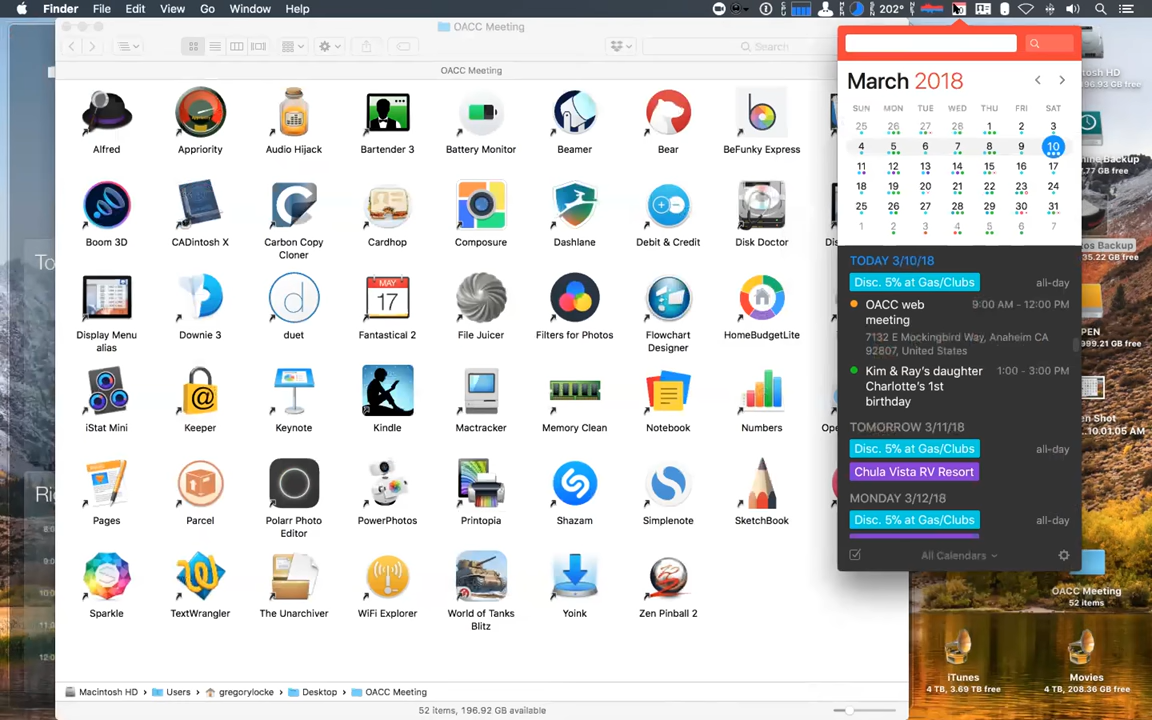 Finder File Edit View Go Window Help
202°
OACC Meeting
Search
OACC Meeting
Alfred Appriority Audio Hijack Bartender 3 Battery Monitor Beamer Bear BeFunky Express
Boom 3D CADintosh X Carbon Copy Cloner Cardhop Composure Dashlane Debit & Credit Disk Doctor
MAY
17
Display Menu alias Downie 3 duet Fantastical 2 File Juicer Filters for Photos Flowchart Designer HomeBudgetLite
iStat Mini Keeper Keynote Kindle Mactracker Memory Clean Notebook Numbers
Pages Parcel Polarr Photo Editor PowerPhotos Printopia Shazam Simplenote SketchBook
Sparkle TextWrangler The Unarchiver WiFi Explorer World of Tanks Blitz Yoink Zen Pinball 2
Macintosh HD Users gregorylocke Desktop OACC Meeting
52 items, 196.92 GB available
March 2018
SUN MON TUE WED THU FRI SAT
25 26 27 28 1 2 3
4 5 6 7 8 9 10
11 12 13 14 15 16 17
18 19 20 21 22 23 24
25 26 27 28 29 30 31
1 2 3 4 5 6 7
TODAY 3/10/18
Disc. 5% at Gas/Clubs all-day
OACC web meeting 9:00 AM - 12:00 PM
7132 E Mockingbird Way, Anaheim CA
92807, United States
Kim & Ray's daughter 1:00 - 3:00 PM
Charlotte's 1st
birthday
TOMORROW 3/11/18
Disc. 5% at Gas/Clubs all-day
Chula Vista RV Resort
MONDAY 3/12/18
Disc. 5% at Gas/Clubs all-day
All Calendars
OACC Meeting
52 items
iTunes
4 TB, 3.69 TB free
Movies
4 TB, 208.36 GB free